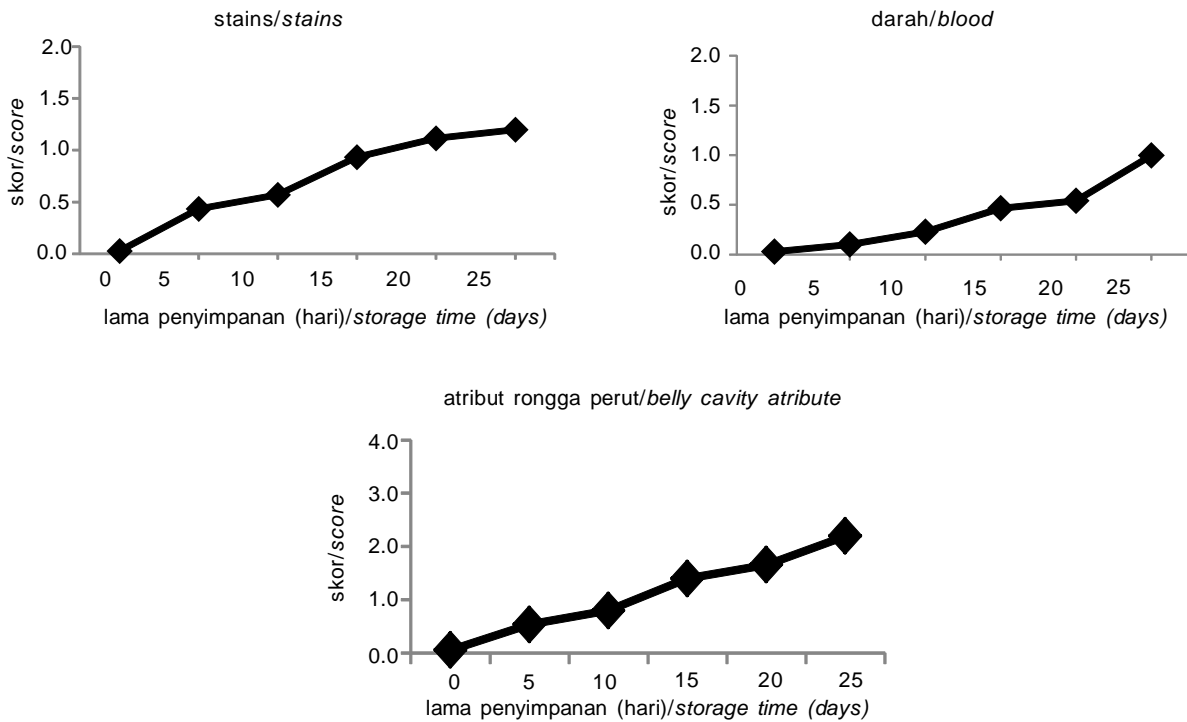 stains/stains
2.0
1.5
1.0
0.5
0.0
skor/score
0 5 10 15 20 25
lama penyimpanan (hari)/storage time (days)
darah/blood
2.0
1.5
1.0
0.5
0.0
skor/score
0 5 10 15 20 25
lama penyimpanan (hari)/storage time (days)
atribut rongga perut/belly cavity atribute
4.0
3.0
2.0
1.0
0.0
skor/score
0 5 10 15 20 25
lama penyimpanan (hari)/storage time (days)